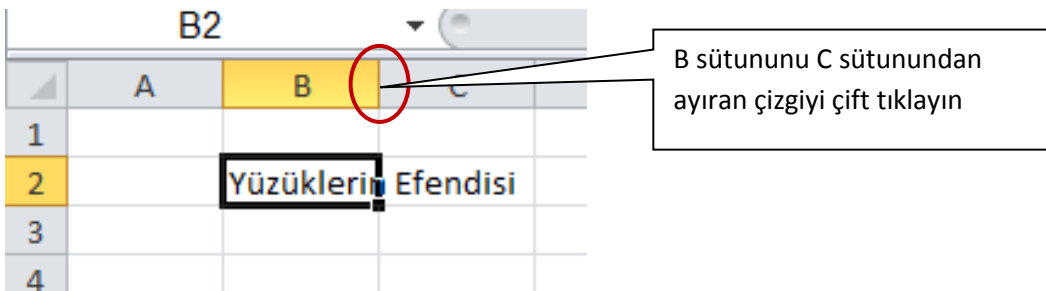 B2
B sütununu C sütunundan
ayıran çizgiyi çift tıklayın
A B C
1
2 Yüzüklerin Efendisi
3
4